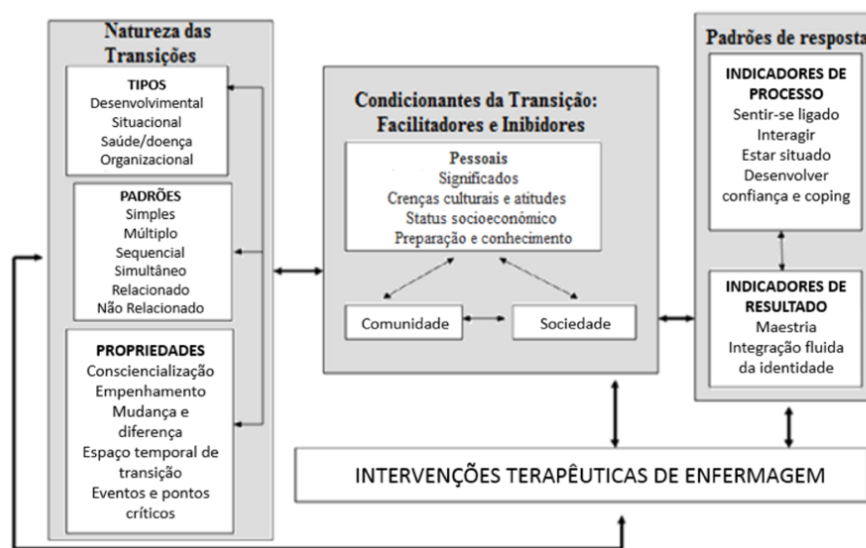 Natureza das
Transições
TIPOS
Desenvolvimental
Situacional
Saúde/doença
Organizacional
PADRÕES
Simples
Múltiplo
Sequencial
Simultâneo
Relacionado
Não Relacionado
PROPRIEDADES
Consciencialização
Empenhamento
Mudança e
diferença
Espaço temporal de
transição
Eventos e pontos
críticos
Condicionantes da Transição:
Facilitadores e Inibidores
Pessoais
Significados
Crenças culturais e atitudes
Status socioeconómico
Preparação e conhecimento
Comunidade
Sociedade
Padrões de resposta
INDICADORES DE
PROCESSO
Sentir-se ligado
Interagir
Estar situado
Desenvolver
confiança e coping
INDICADORES DE
RESULTADO
Maestria
Integração fluida
da identidade
INTERVENÇÕES TERAPÊUTICAS DE ENFERMAGEM